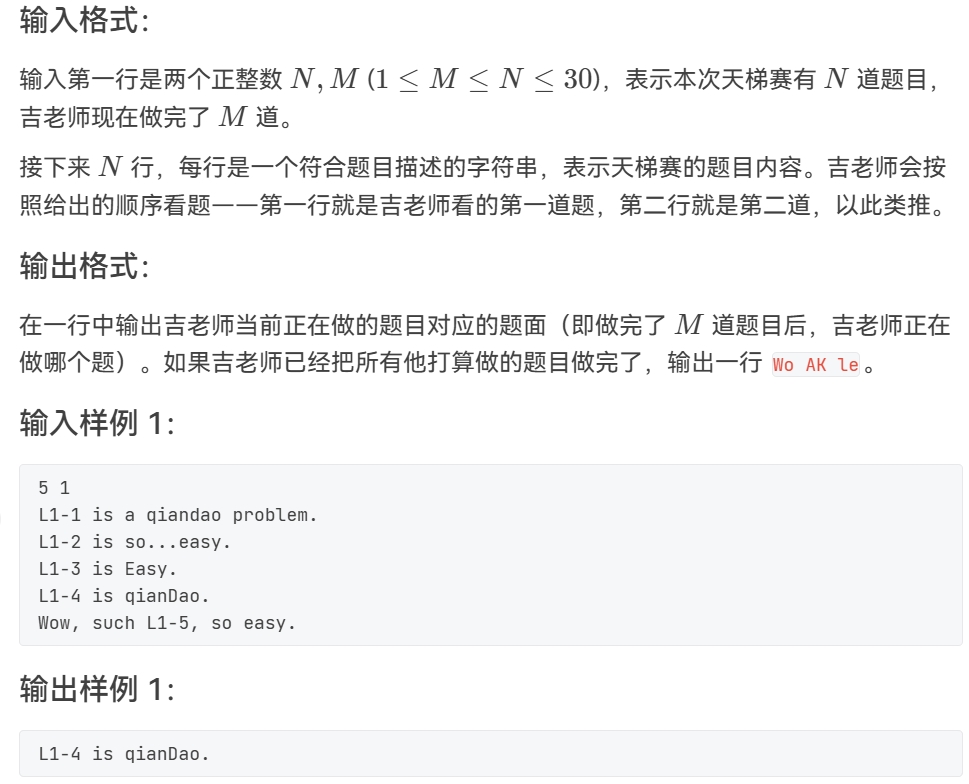 输入格式：
输入第一行是两个正整数 N, M (1 ≤ M ≤ N ≤ 30)，表示本次天梯赛有 N 道题目，
吉老师现在做完了 M 道。
接下来 N 行，每行是一个符合题目描述的字符串，表示天梯赛的题目内容。吉老师会按
照给出的顺序看题——第一行就是吉老师看的第一道题，第二行就是第二道，以此类推。
输出格式：
在一行中输出吉老师当前正在做的题目对应的题面（即做完了 M 道题目后，吉老师正在
做哪个题）。如果吉老师已经把所有他打算做的题目做完了，输出一行 Wo AK le。
输入样例 1：
5 1
L1-1 is a qiandao problem.
L1-2 is so...easy.
L1-3 is Easy.
L1-4 is qianDao.
Wow, such L1-5, so easy.
输出样例 1：
L1-4 is qianDao.